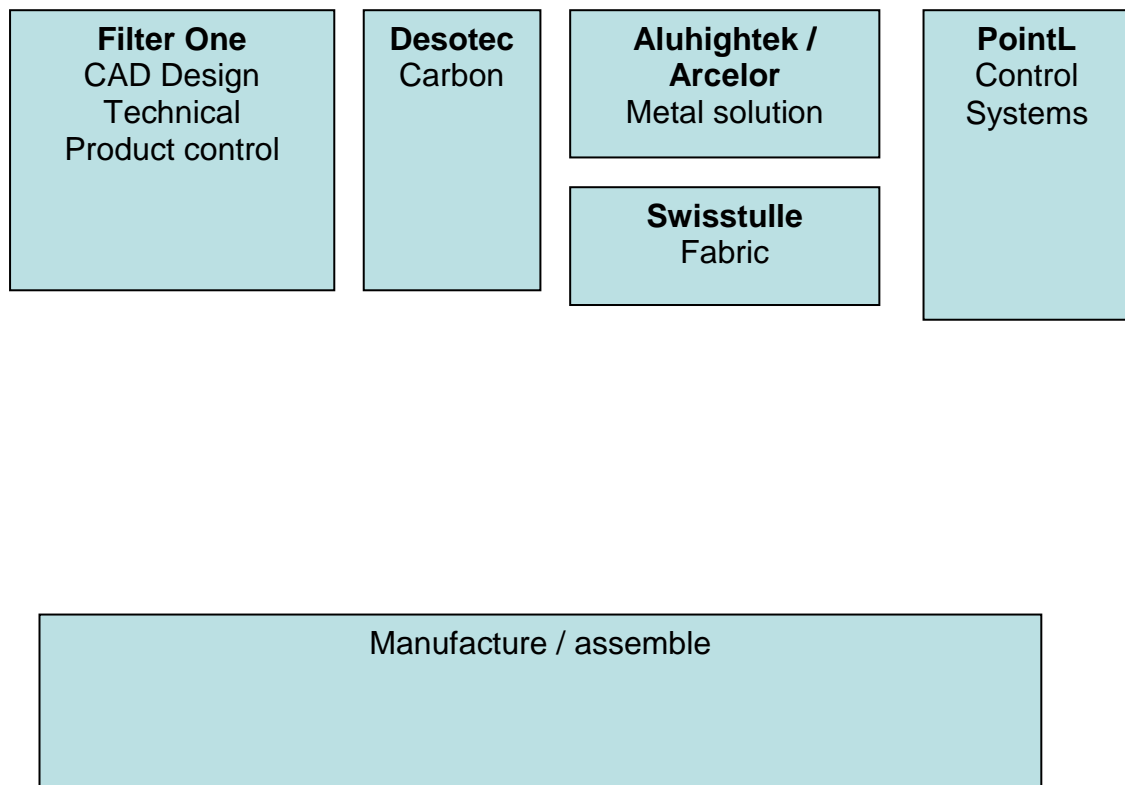 Filter One
CAD Design
Technical
Product control
Desotec
Carbon
Aluhightek /
Arcelor
Metal solution
Swisstulle
Fabric
PointL
Control
Systems
Manufacture / assemble